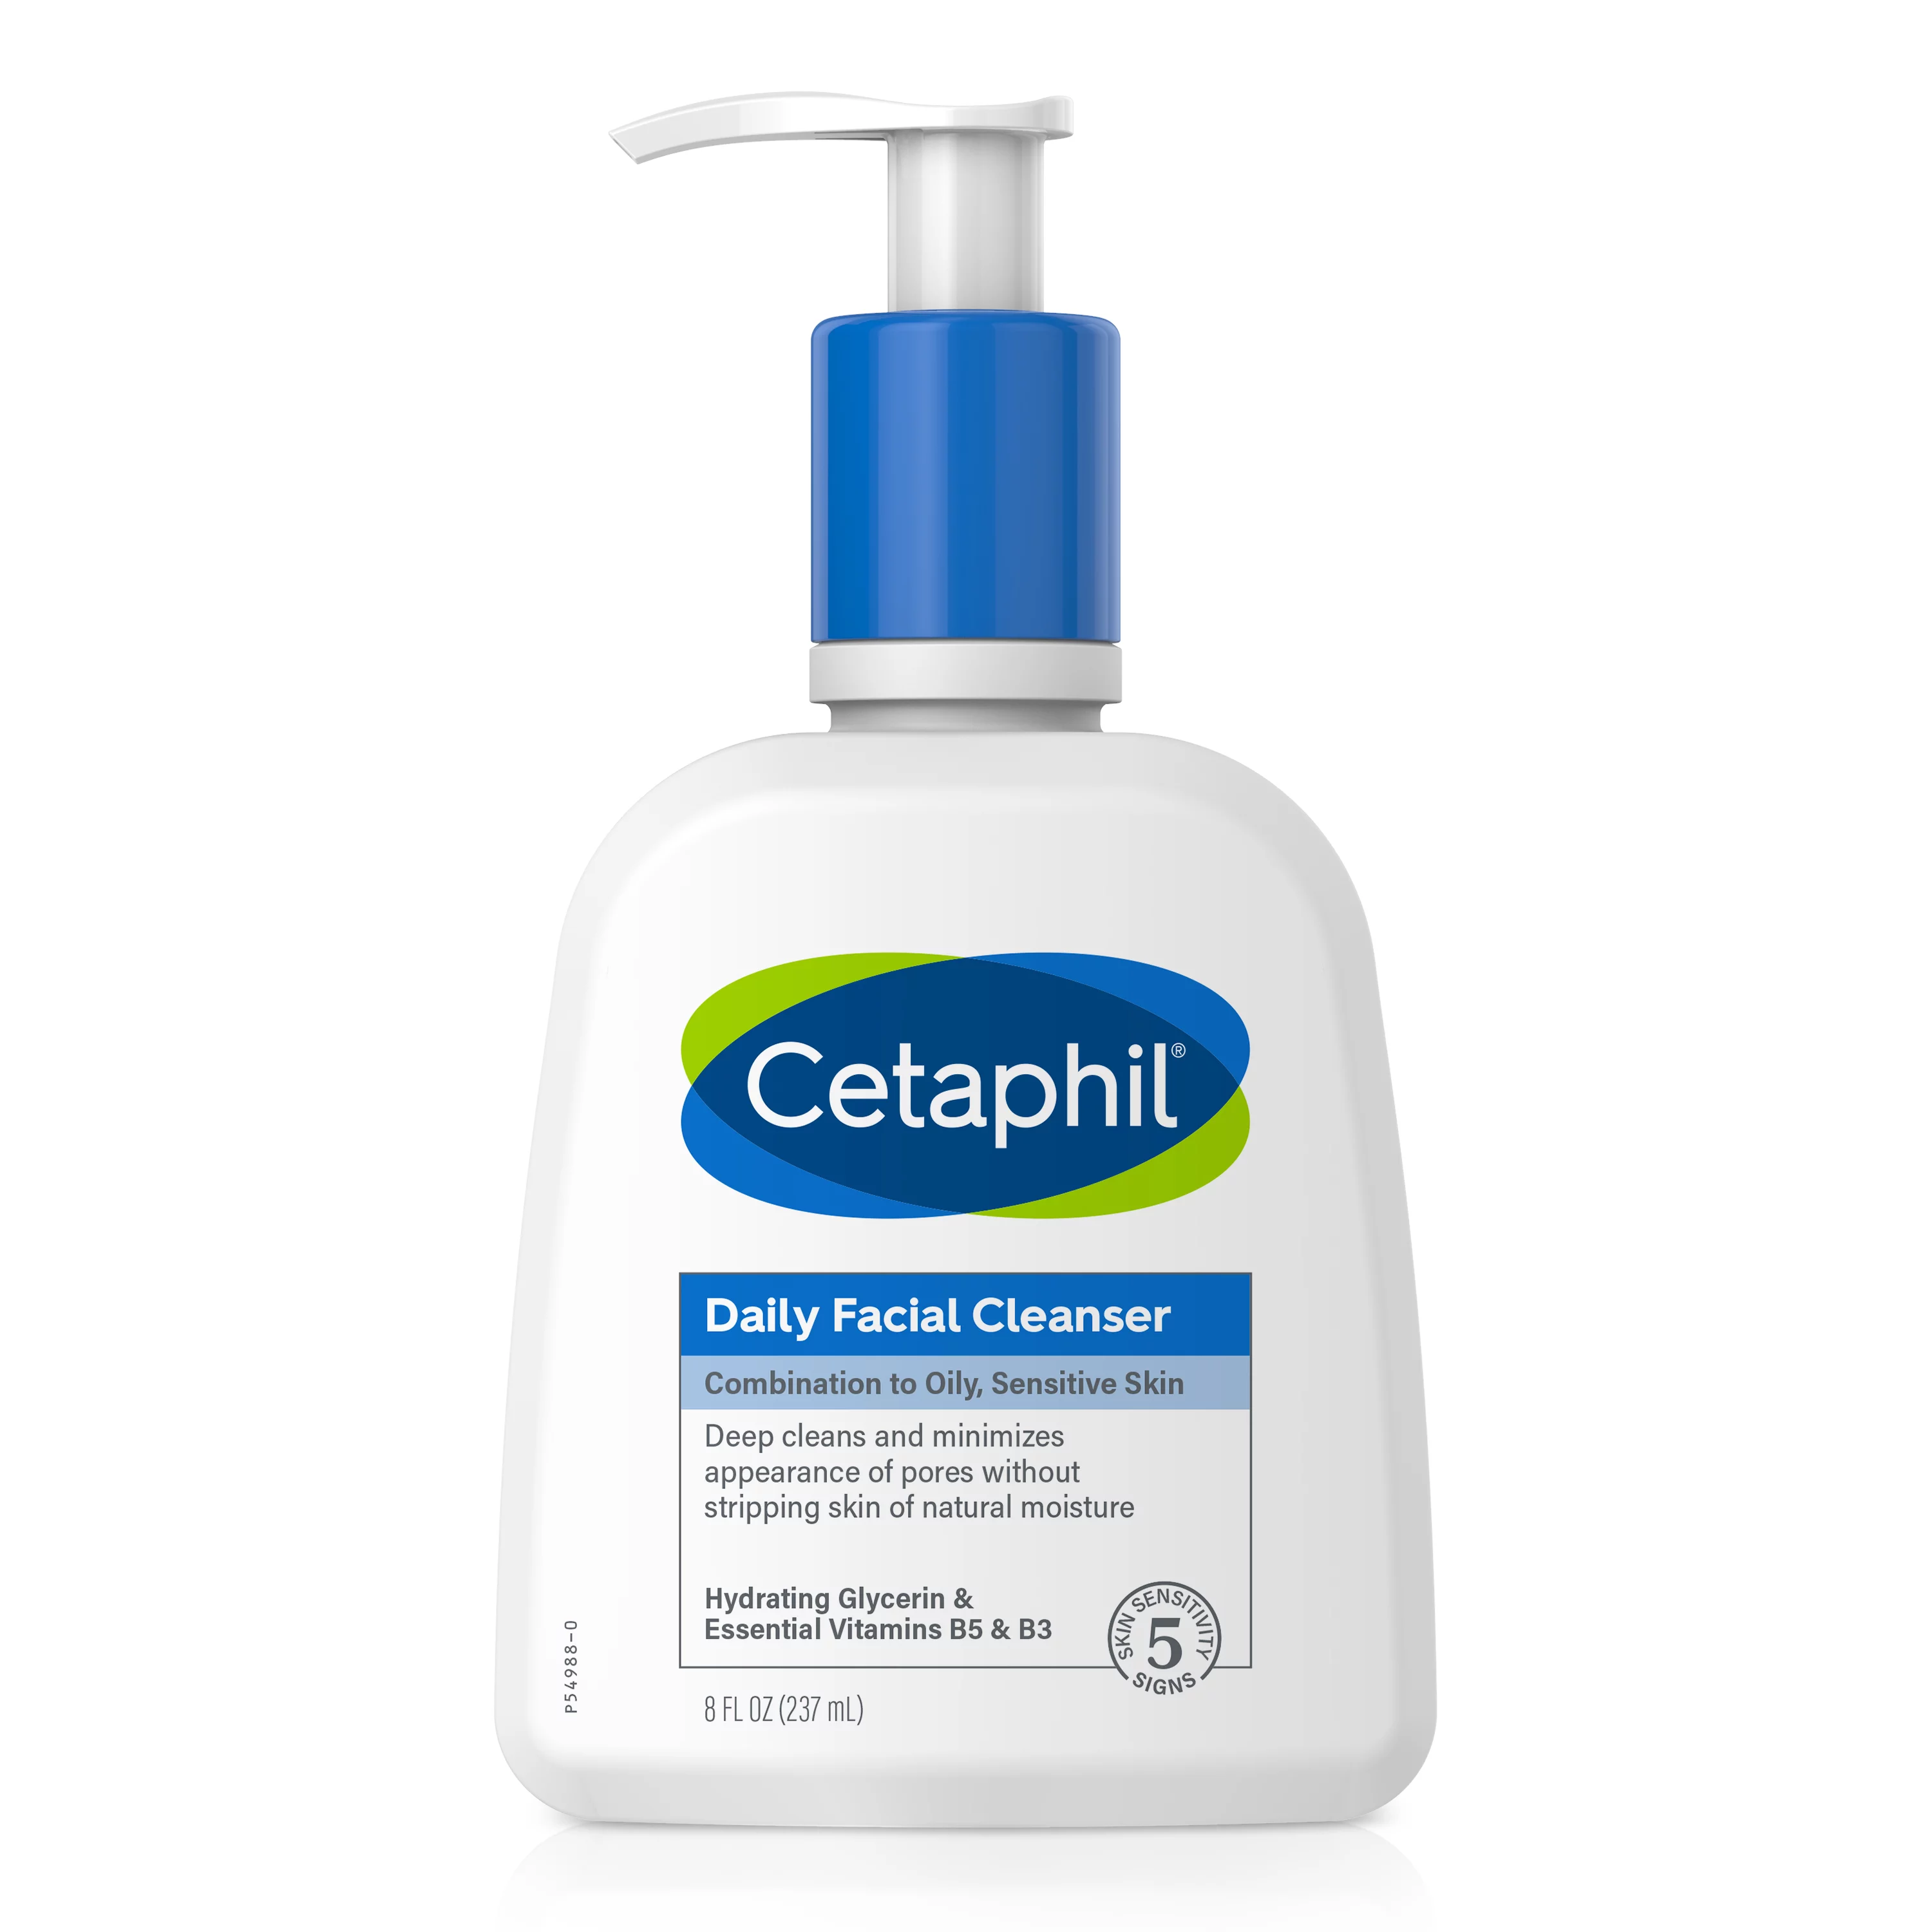 Cetaphil®
Daily Facial Cleanser
Combination to Oily, Sensitive Skin
Deep cleans and minimizes
appearance of pores without
stripping skin of natural moisture
Hydrating Glycerin &
Essential Vitamins B5 & B3
SKIN SENSITIVITY
5
SIGNS
8 FL OZ (237 mL)
P54988-0